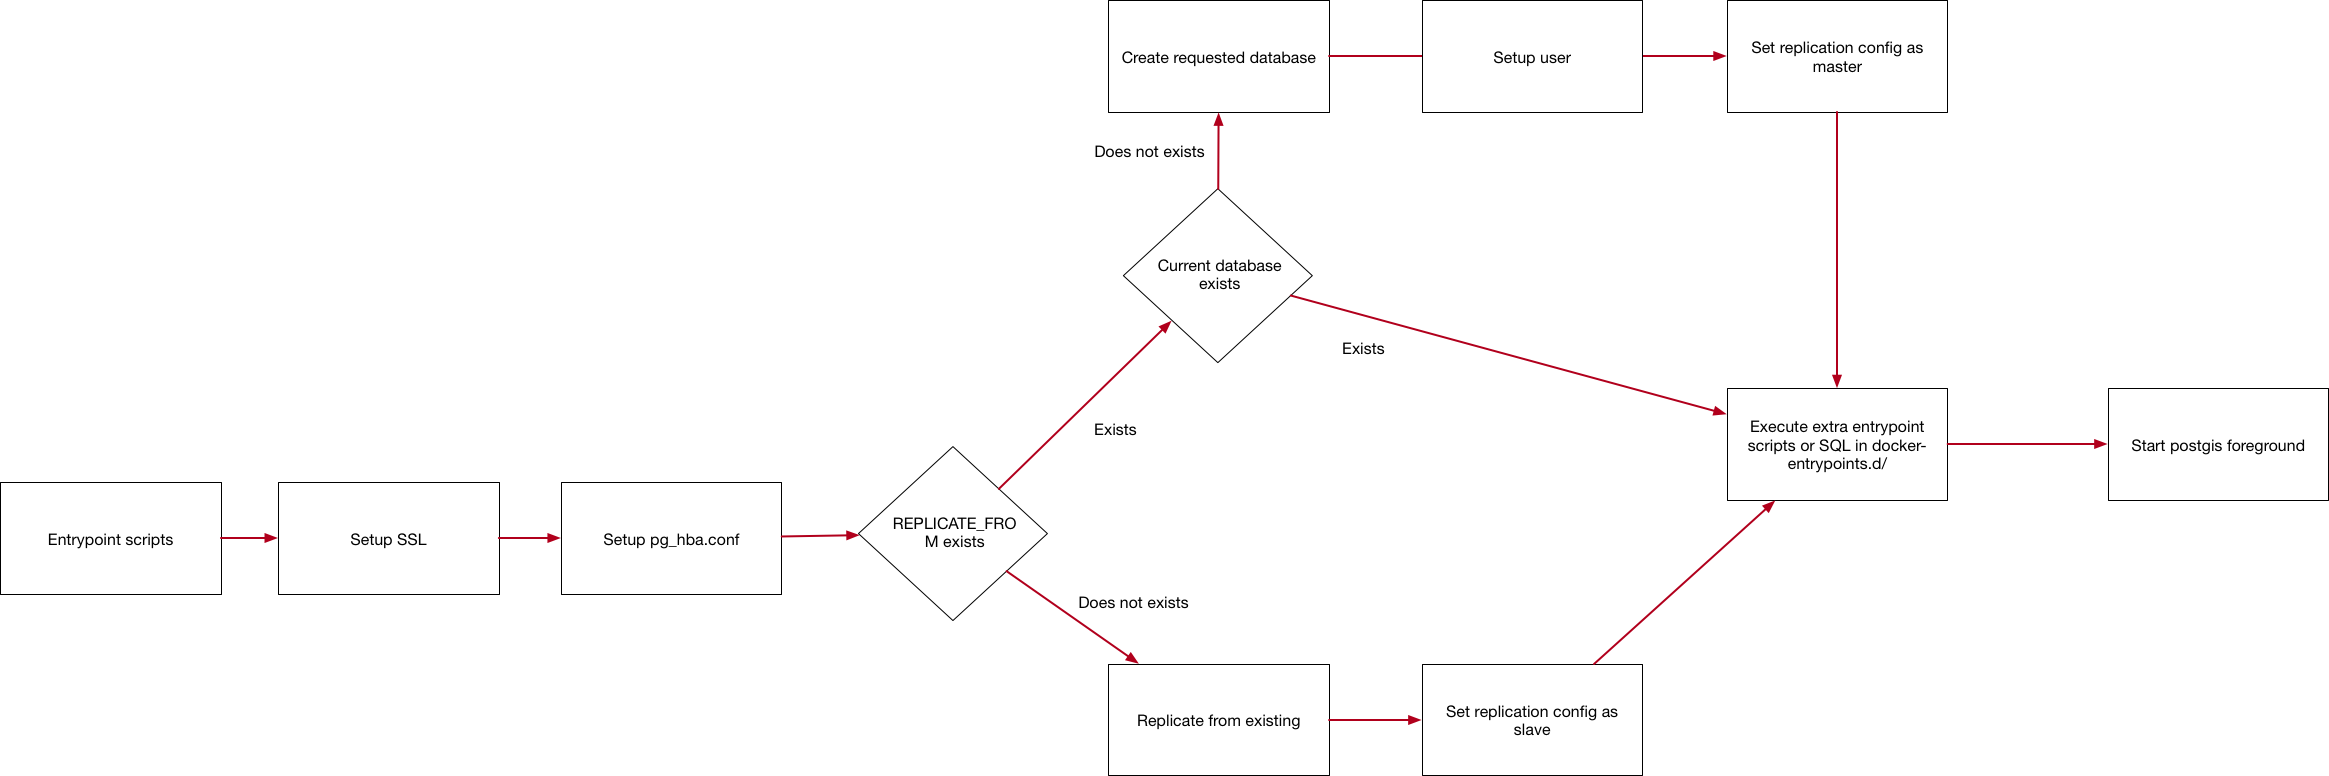 Create requested database
Setup user
Set replication config as
master
Does not exists
Current database
exists
Exists
Exists
Execute extra entrypoint
scripts or SQL in docker-
entrypoints.d/
Start postgis foreground
Entrypoint scripts
Setup SSL
Setup pg_hba.conf
REPLICATE_FRO
M exists
Does not exists
Replicate from existing
Set replication config as
slave